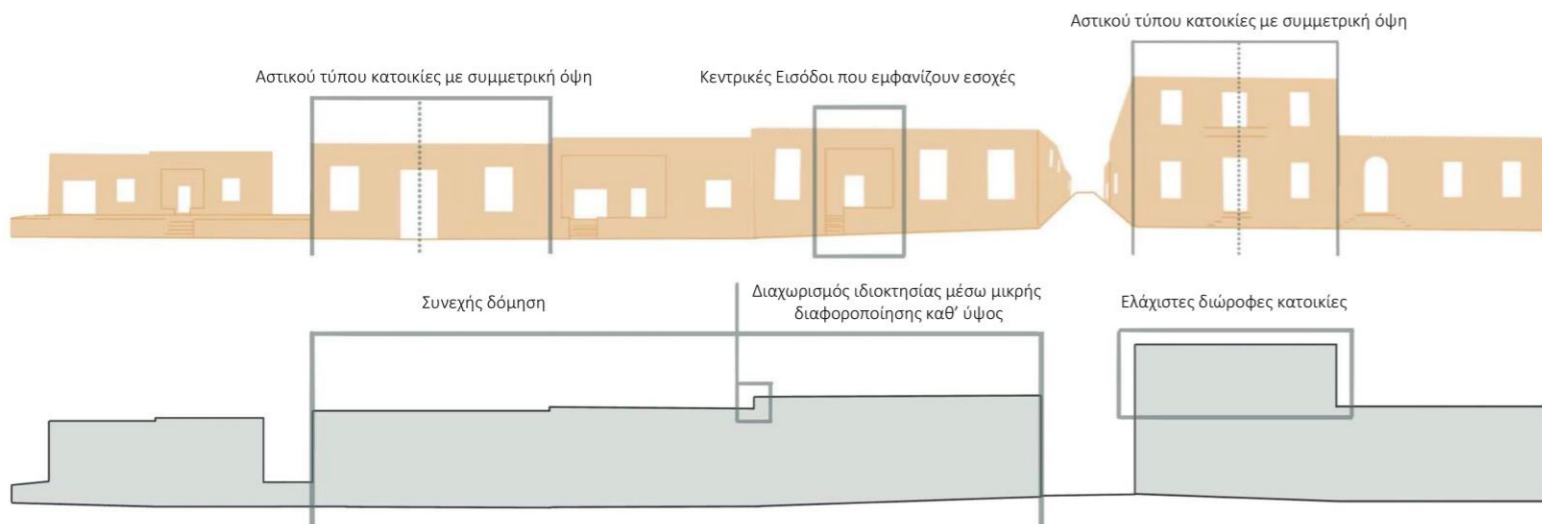 Αστικού τύπου κατοικίες με συμμετρική όψη
Αστικού τύπου κατοικίες με συμμετρική όψη
Κεντρικές Εισόδοι που εμφανίζουν εσοχές
Συνεχής δόμηση
Διαχωρισμός ιδιοκτησίας μέσω μικρής
διαφοροποίησης καθ’ ύψος
Ελάχιστες διώροφες κατοικίες